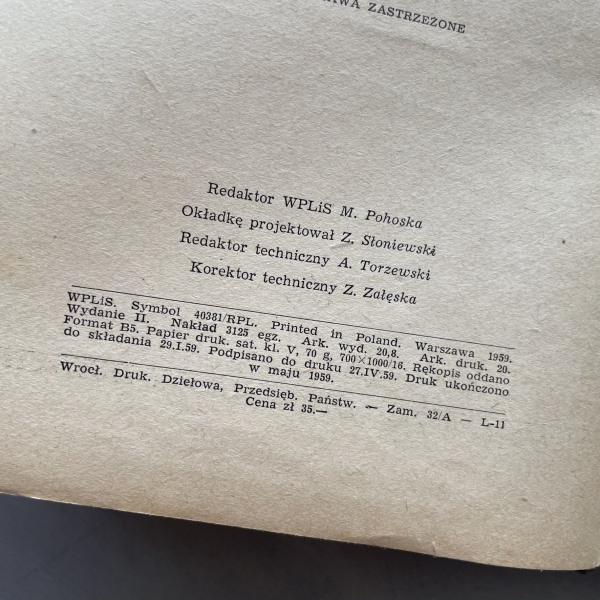 ZASTRZEŻONE
Redaktor WPLiS M. Pohoska
Okładkę projektował Z. Słoniewski
Redaktor techniczny A. Torzewski
Korektor techniczny Z. Załęska
WPLiS. Symbol 40381/RPL. Printed in Poland. Warszawa 1959.
Wydanie II. Nakład 3125 egz. Ark. wyd. 20,8. Ark. druk. 20.
Format B5. Papier druk. sat. kl. V, 70 g, 700×1000/16. Rękopis oddano
do składania 29.I.59. Podpisano do druku 27.IV.59. Druk ukończono
w maju 1959.
Wrocł. Druk. Dziełowa, Przedsięb. Państw. — Zam. 32/A — L-11
Cena zł 35.—